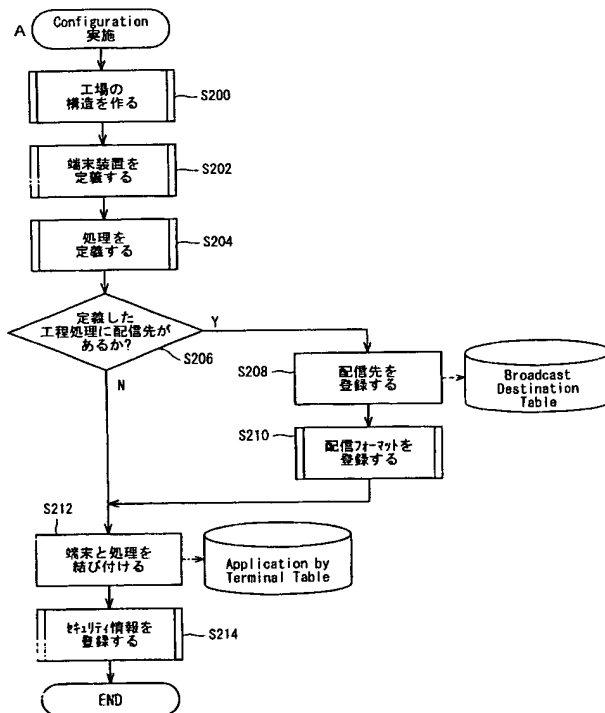 A
Configuration
実施
工場の
構造を作る
S200
端末装置を
定義する
S202
処理を
定義する
S204
定義した
工程処理に配信先が
あるか?
S206
Y
N
S208
配信先を
登録する
Broadcast
Destination
Table
S210
配信フォーマットを
登録する
S212
端末と処理を
結び付ける
Application by
Terminal Table
セキュリティ情報を
登録する
S214
END